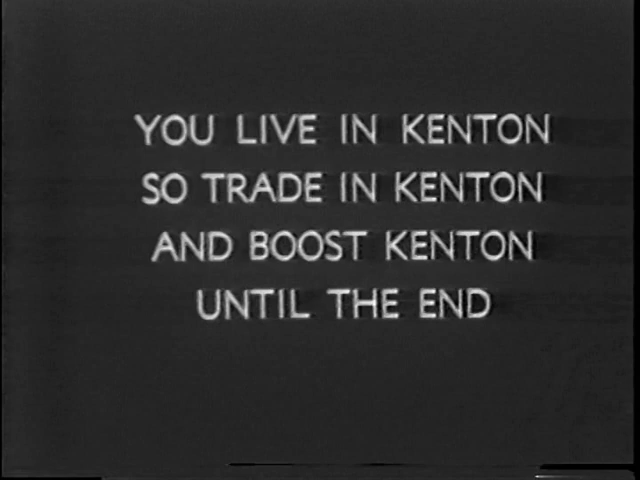 YOU LIVE IN KENTON
SO TRADE IN KENTON
AND BOOST KENTON
UNTIL THE END